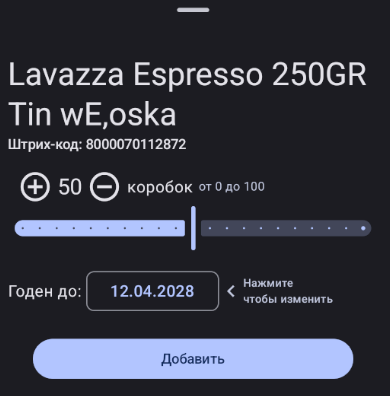 Lavazza Espresso 250GR
Tin wE,oska
Штрих-код: 8000070112872
50 коробок от 0 до 100
Годен до: 12.04.2028 Нажмите
чтобы изменить
Добавить